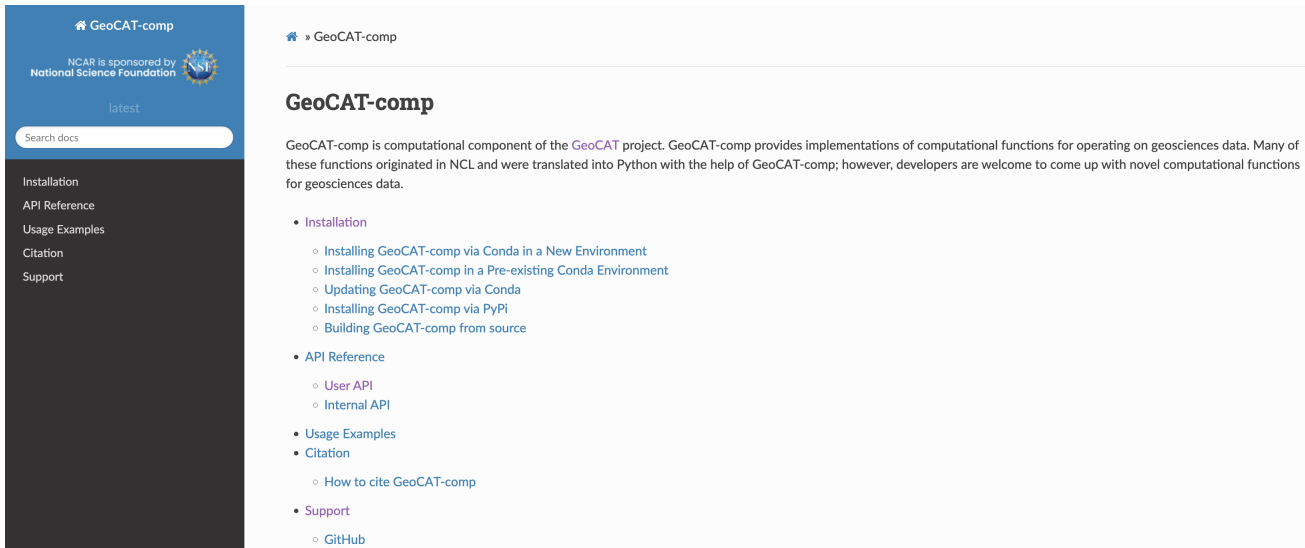 GeoCAT-comp
NCAR is sponsored by
National Science Foundation
NSF
latest
Search docs
Installation
API Reference
Usage Examples
Citation
Support
» GeoCAT-comp
GeoCAT-comp
GeoCAT-comp is computational component of the GeoCAT project. GeoCAT-comp provides implementations of computational functions for operating on geosciences data. Many of
these functions originated in NCL and were translated into Python with the help of GeoCAT-comp; however, developers are welcome to come up with novel computational functions
for geosciences data.
• Installation
◦ Installing GeoCAT-comp via Conda in a New Environment
◦ Installing GeoCAT-comp in a Pre-existing Conda Environment
◦ Updating GeoCAT-comp via Conda
◦ Installing GeoCAT-comp via PyPi
◦ Building GeoCAT-comp from source
• API Reference
◦ User API
◦ Internal API
• Usage Examples
• Citation
◦ How to cite GeoCAT-comp
• Support
◦ GitHub